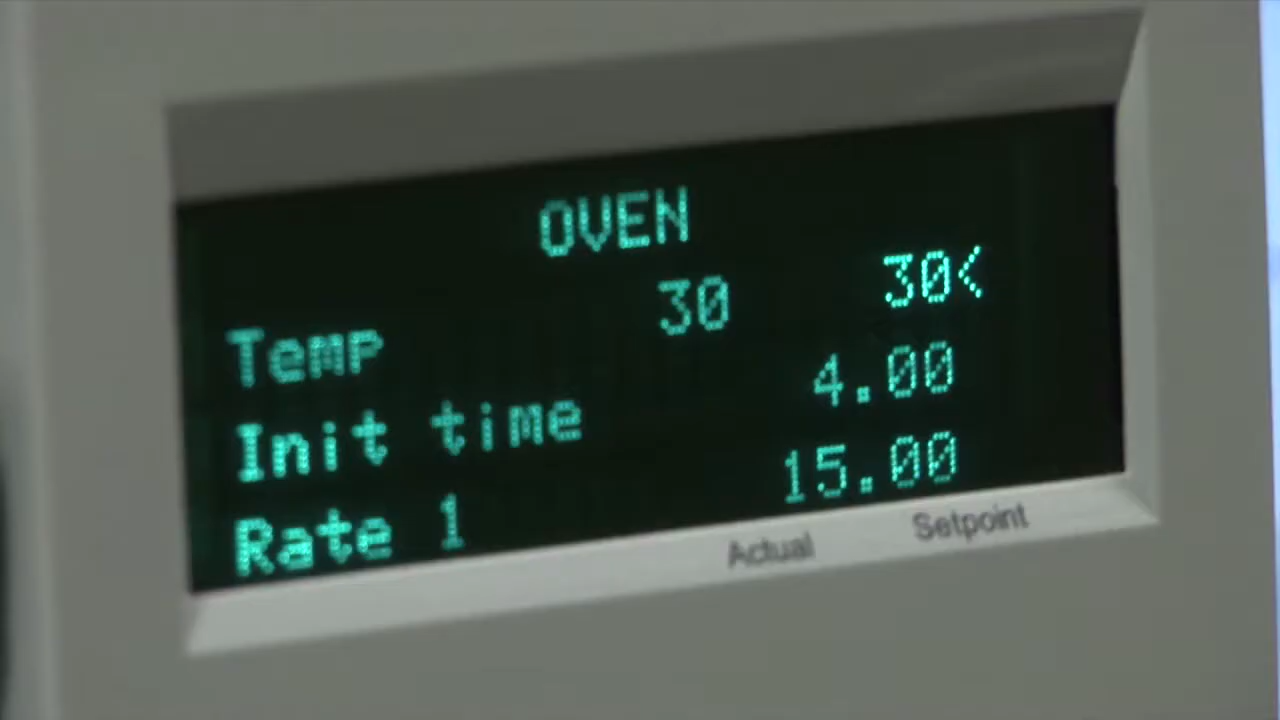 OVEN
Temp 30 30<
Init time 4.00
Rate 1 15.00
Actual Setpoint